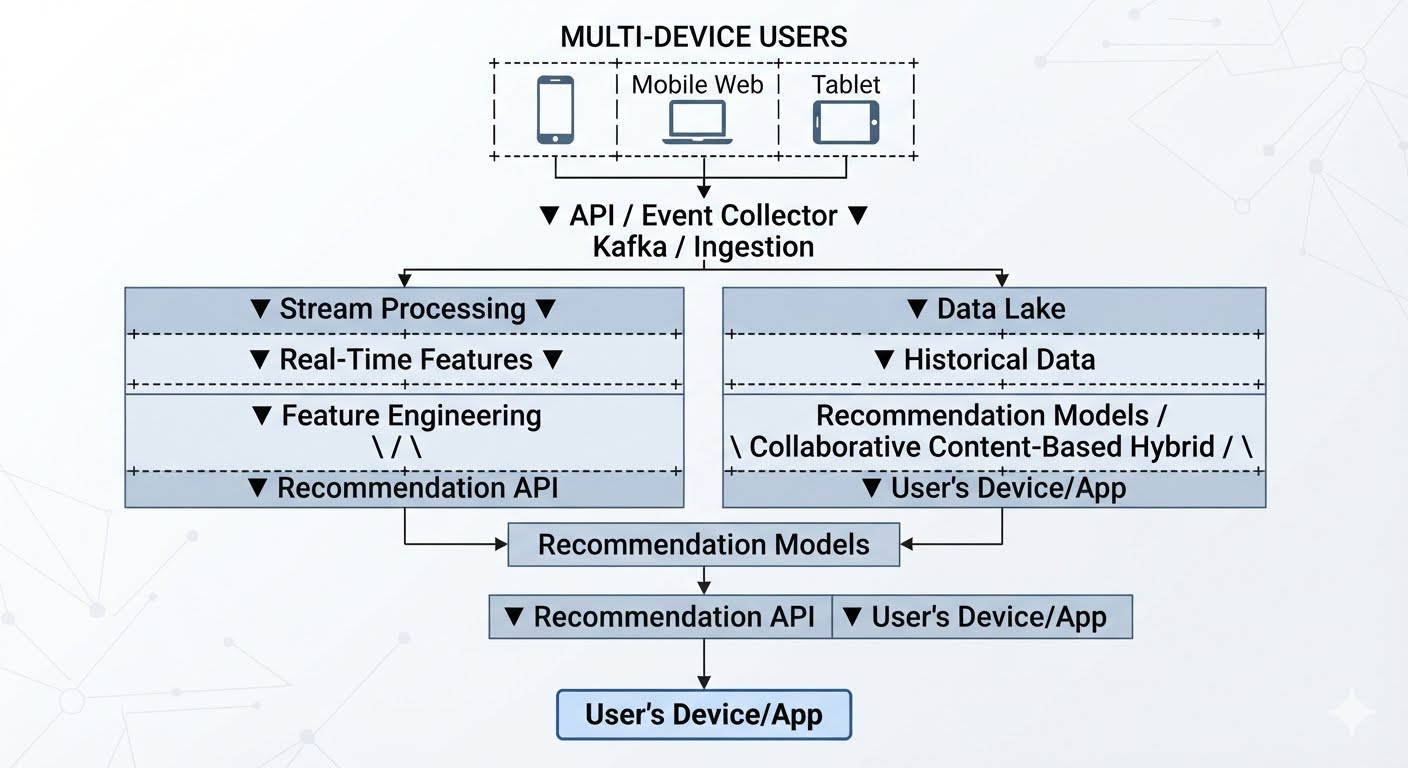 MULTI-DEVICE USERS
Mobile Web
Tablet
▼ API / Event Collector ▼
Kafka / Ingestion
▼ Stream Processing ▼
▼ Real-Time Features ▼
▼ Feature Engineering
\ / \
▼ Recommendation API
▼ Data Lake
▼ Historical Data
Recommendation Models /
\ Collaborative Content-Based Hybrid / \
▼ User's Device/App
Recommendation Models
▼ Recommendation API
▼ User's Device/App
User's Device/App